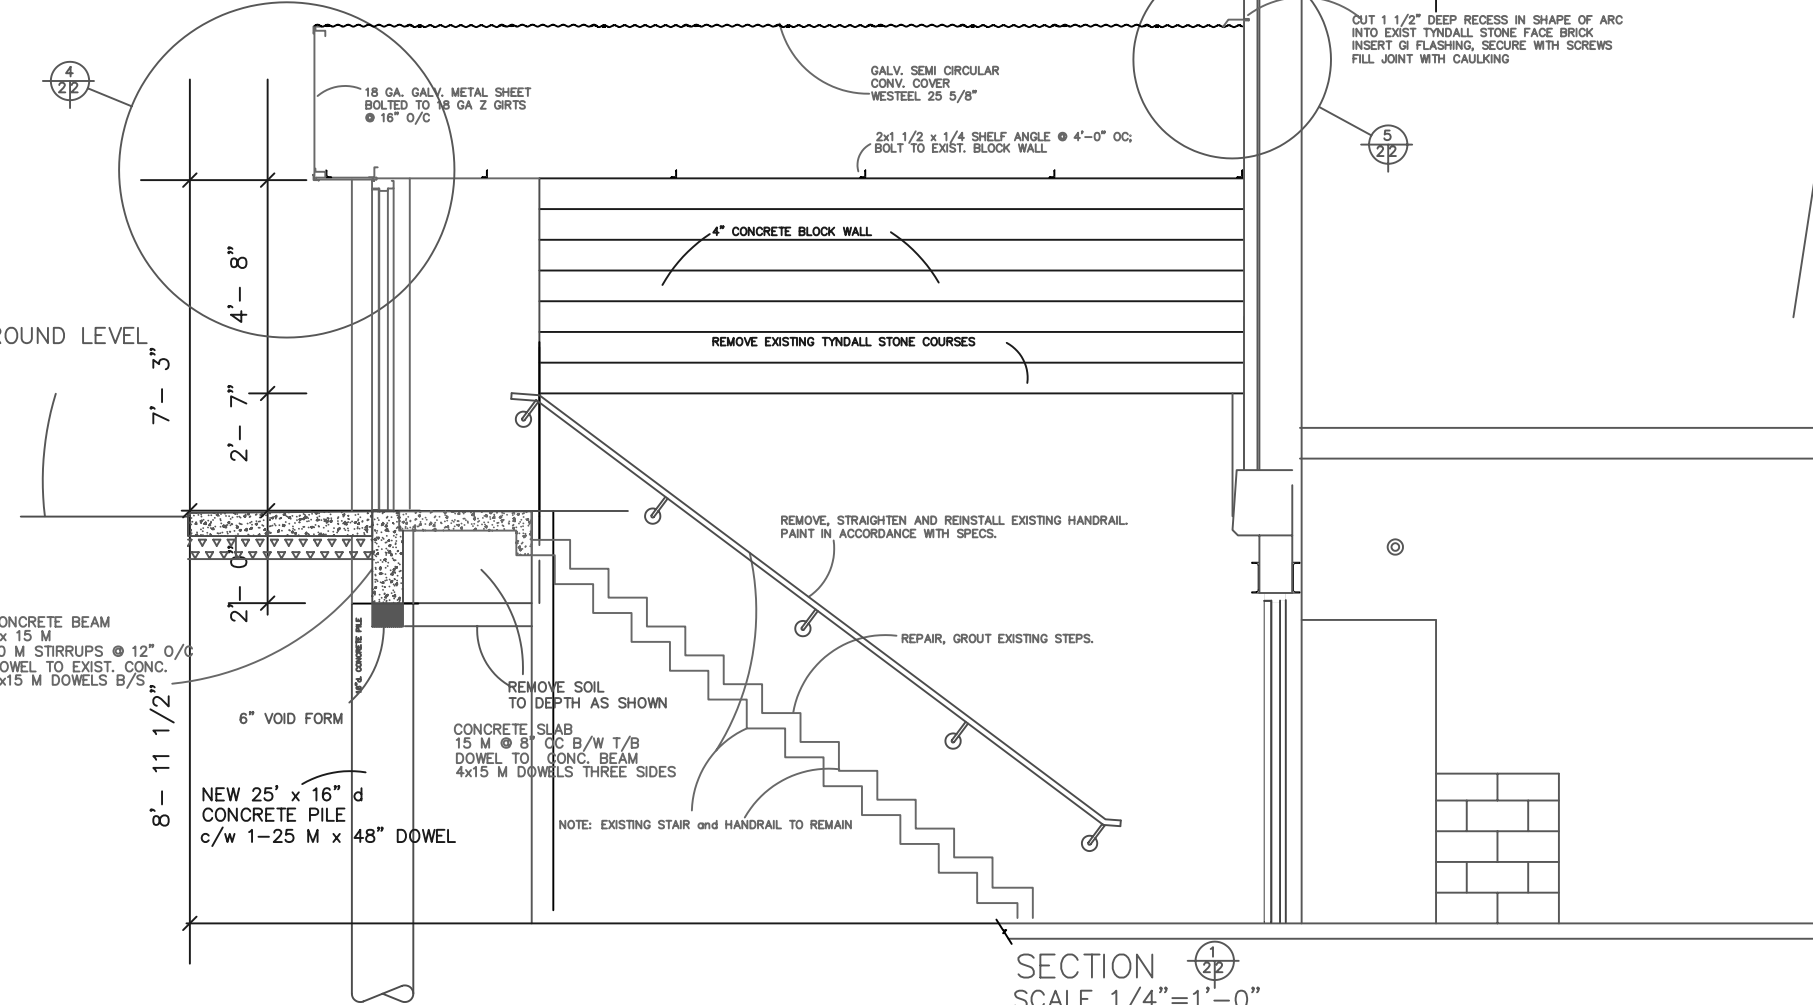 CUT 1 1/2" DEEP RECESS IN SHAPE OF ARC
INTO EXIST TYNDALL STONE FACE BRICK
INSERT GI FLASHING, SECURE WITH SCREWS
FILL JOINT WITH CAULKING
4
22
18 GA. GALV. METAL SHEET
BOLTED TO 18 GA Z GIRTS
@ 16" O/C
GALV. SEMI CIRCULAR
CONV. COVER
WESTEEL 25 5/8"
2x1 1/2 x 1/4 SHELF ANGLE @ 4'-0" OC;
BOLT TO EXIST. BLOCK WALL
5
22
4" CONCRETE BLOCK WALL
4'- 8"
ROUND LEVEL
REMOVE EXISTING TYNDALL STONE COURSES
7'- 3"
2'- 7"
REMOVE, STRAIGHTEN AND REINSTALL EXISTING HANDRAIL.
PAINT IN ACCORDANCE WITH SPECS.
2'- 0"
ONCRETE BEAM
x 15 M
0 M STIRRUPS @ 12" O/C
OWEL TO EXIST. CONC.
x15 M DOWELS B/S
18"d. CONCRETE PILE
REPAIR, GROUT EXISTING STEPS.
REMOVE SOIL
TO DEPTH AS SHOWN
6" VOID FORM
CONCRETE SLAB
15 M @ 8" OC B/W T/B
DOWEL TO CONC. BEAM
4x15 M DOWELS THREE SIDES
8'- 11 1/2"
NEW 25' x 16" d
CONCRETE PILE
c/w 1-25 M x 48" DOWEL
NOTE: EXISTING STAIR and HANDRAIL TO REMAIN
SECTION
1
22
SCALE 1/4"=1'-0"